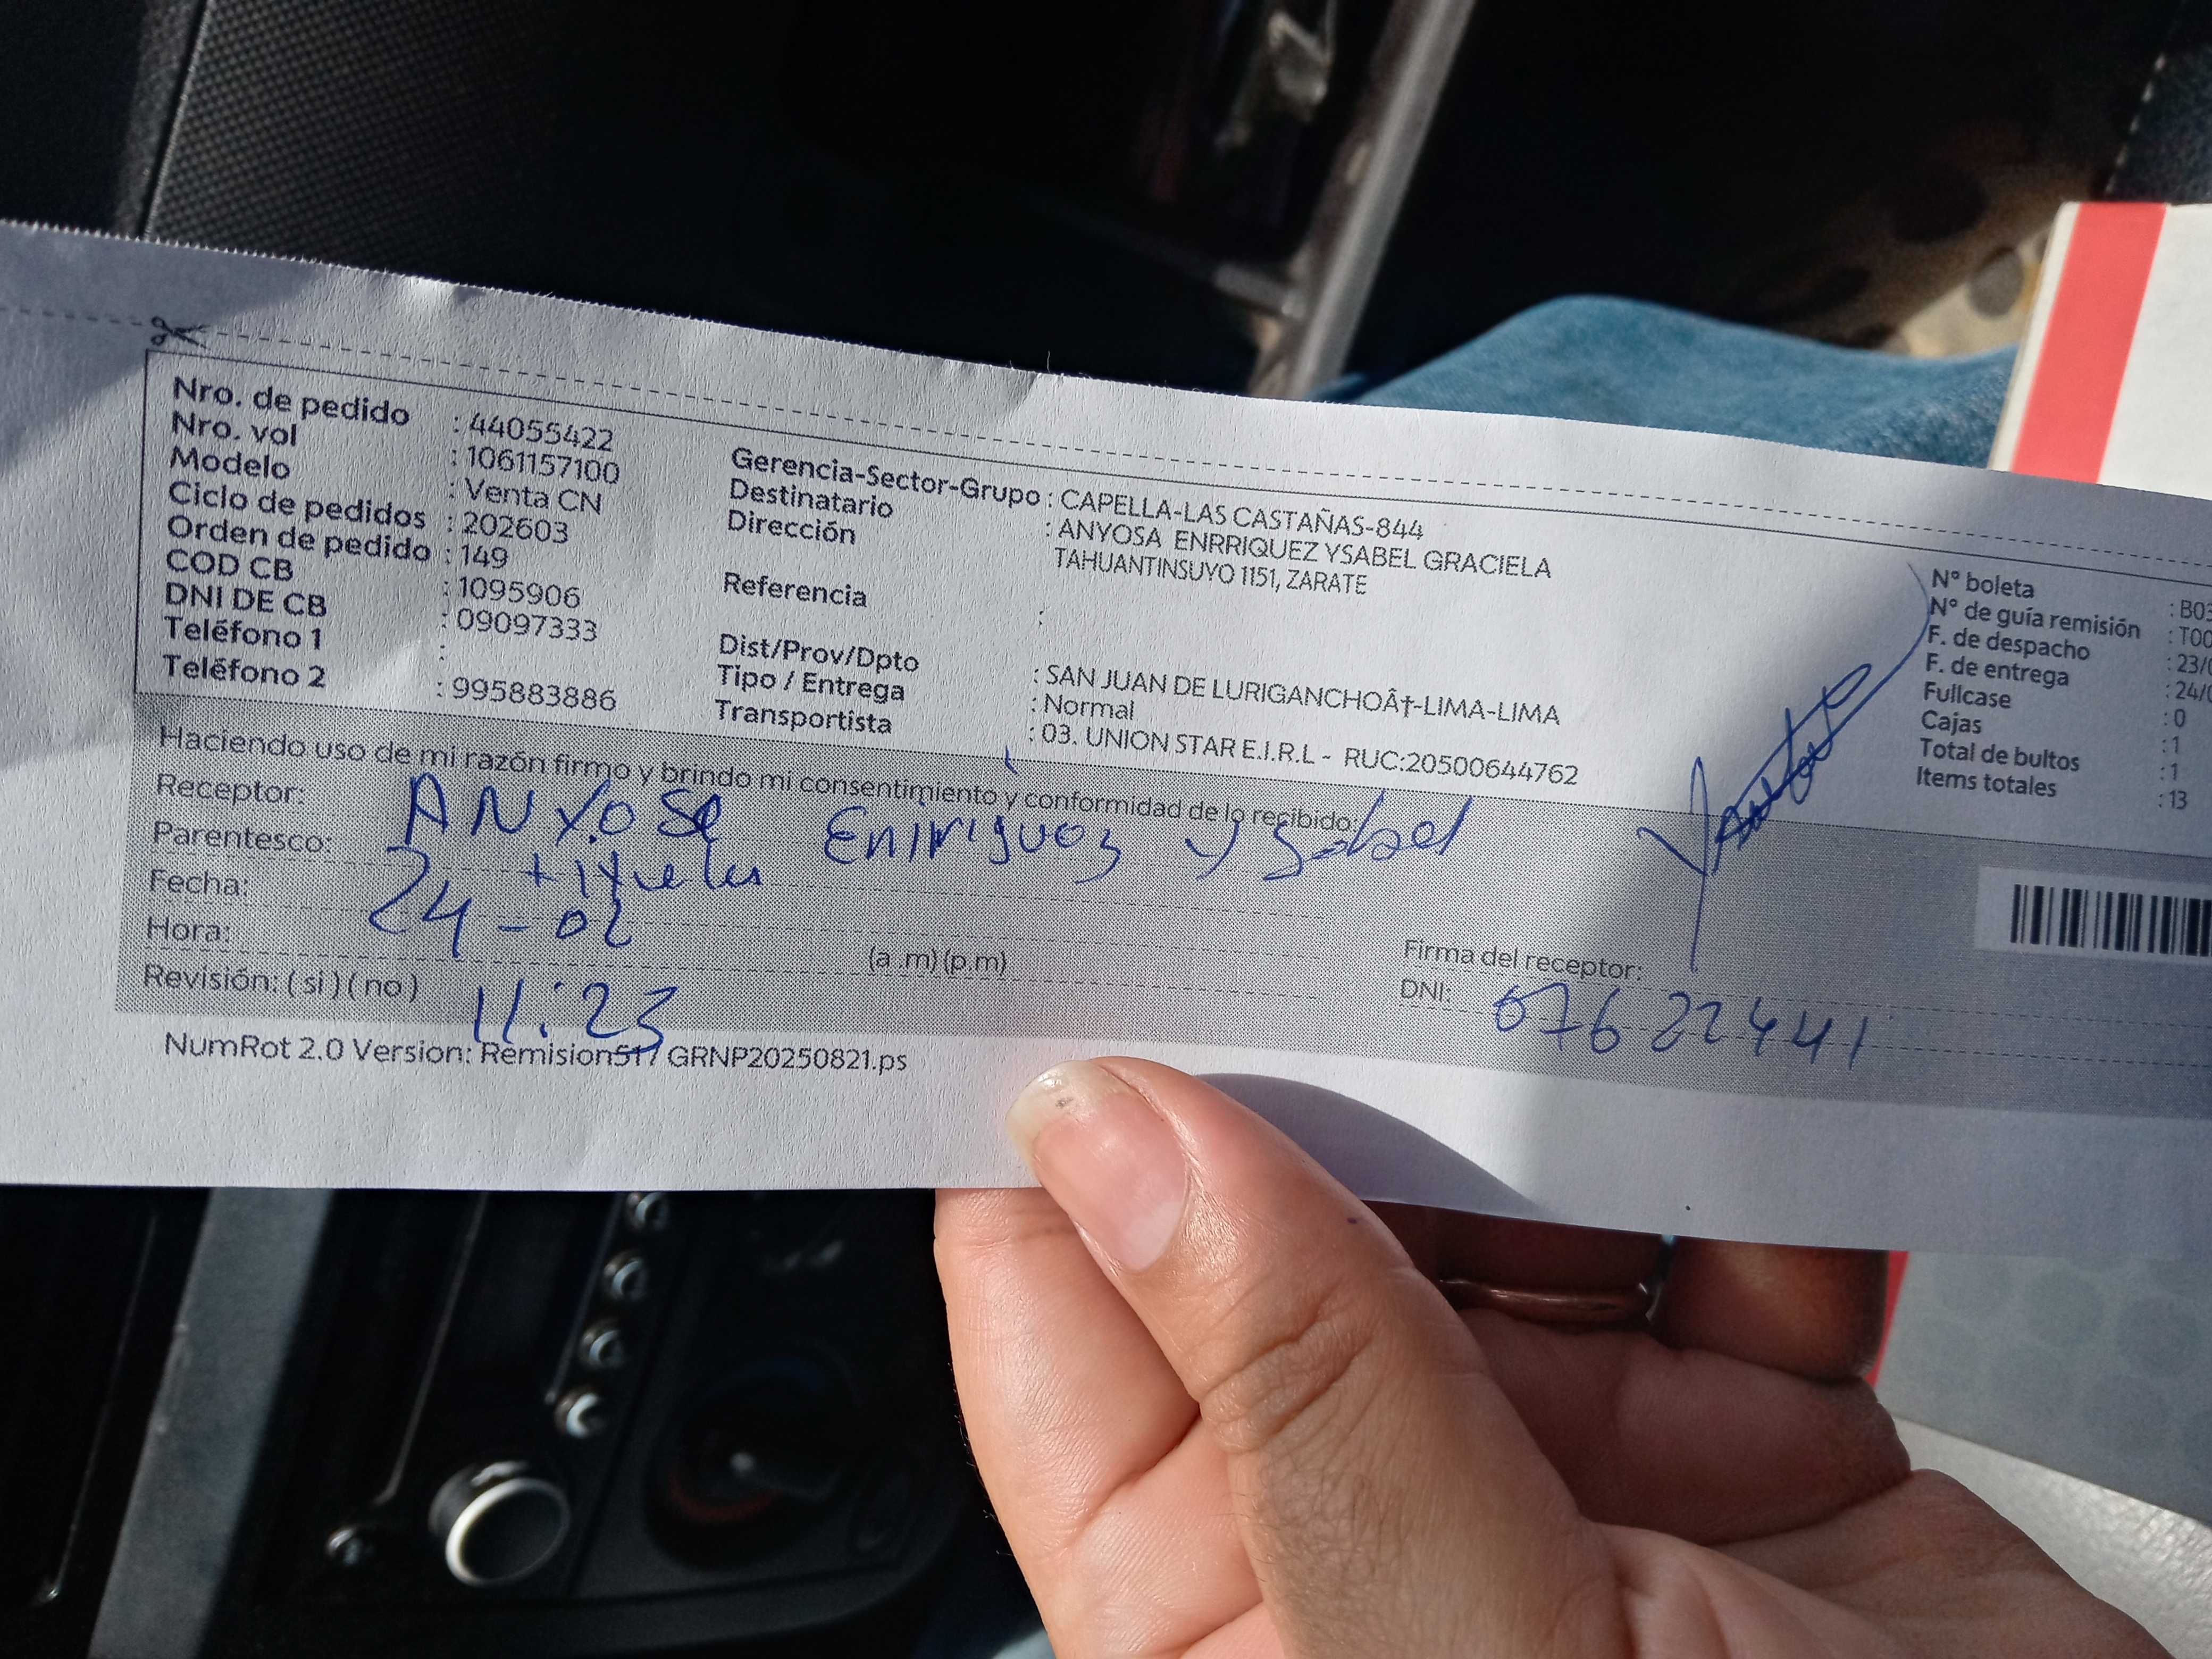 Nro. de pedido : 44055422
Nro. vol : 1061157100
Modelo : Venta CN
Ciclo de pedidos : 202603
Orden de pedido : 149
COD CB : 1095906
DNI DE CB : 09097333
Teléfono 1 :
Teléfono 2 : 995883886
Gerencia-Sector-Grupo : CAPELLA-LAS CASTAÑAS-844
Destinatario : ANYOSA ENRRIQUEZ YSABEL GRACIELA
Dirección TAHUANTINSUYO 1151, ZARATE
Referencia :
Dist/Prov/Dpto : SAN JUAN DE LURIGANCHOÂ†-LIMA-LIMA
Tipo / Entrega : Normal
Transportista : 03. UNION STAR E.I.R.L - RUC:20500644762
N° boleta : B03
N° de guía remisión : T00
F. de despacho : 23/0
F. de entrega : 24/0
Fullcase : 0
Cajas : 1
Total de bultos : 1
Items totales : 13
Haciendo uso de mi razón firmo y brindo mi consentimiento y conformidad de lo recibido:
Receptor: ANYOSa Enriquez Ysabel
Parentesco:
Fecha: 24-02
Hora: (a .m) (p.m)
Revisión: ( si ) ( no ) 11:23
Firma del receptor:
DNI: 07622441
NumRot 2.0 Version: Remision517 GRNP20250821.ps